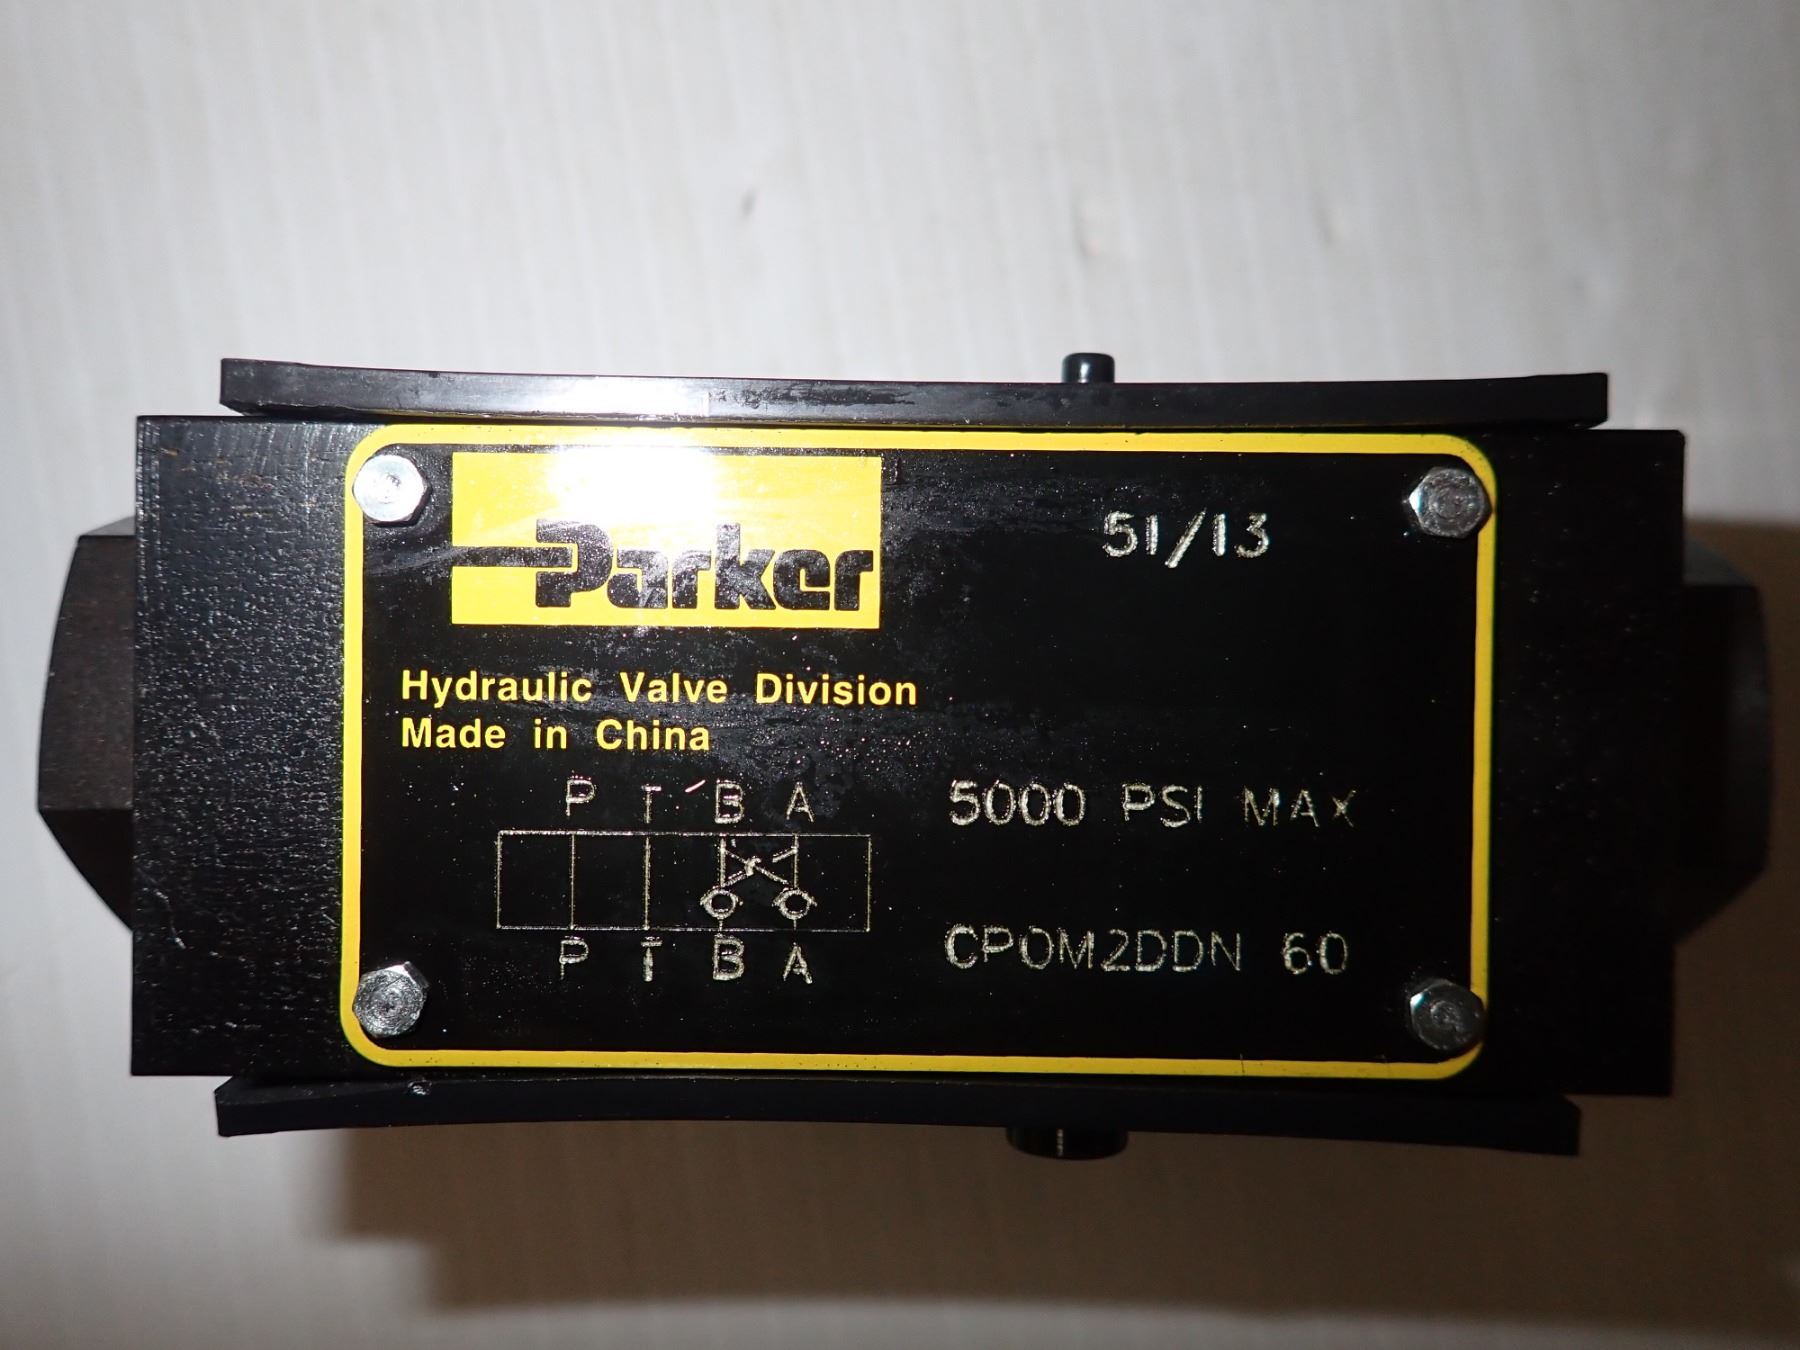 Parker
51/13
Hydraulic Valve Division
Made in China
P T B A
5000 PSI MAX
P T B A
CPOM2DDN 60